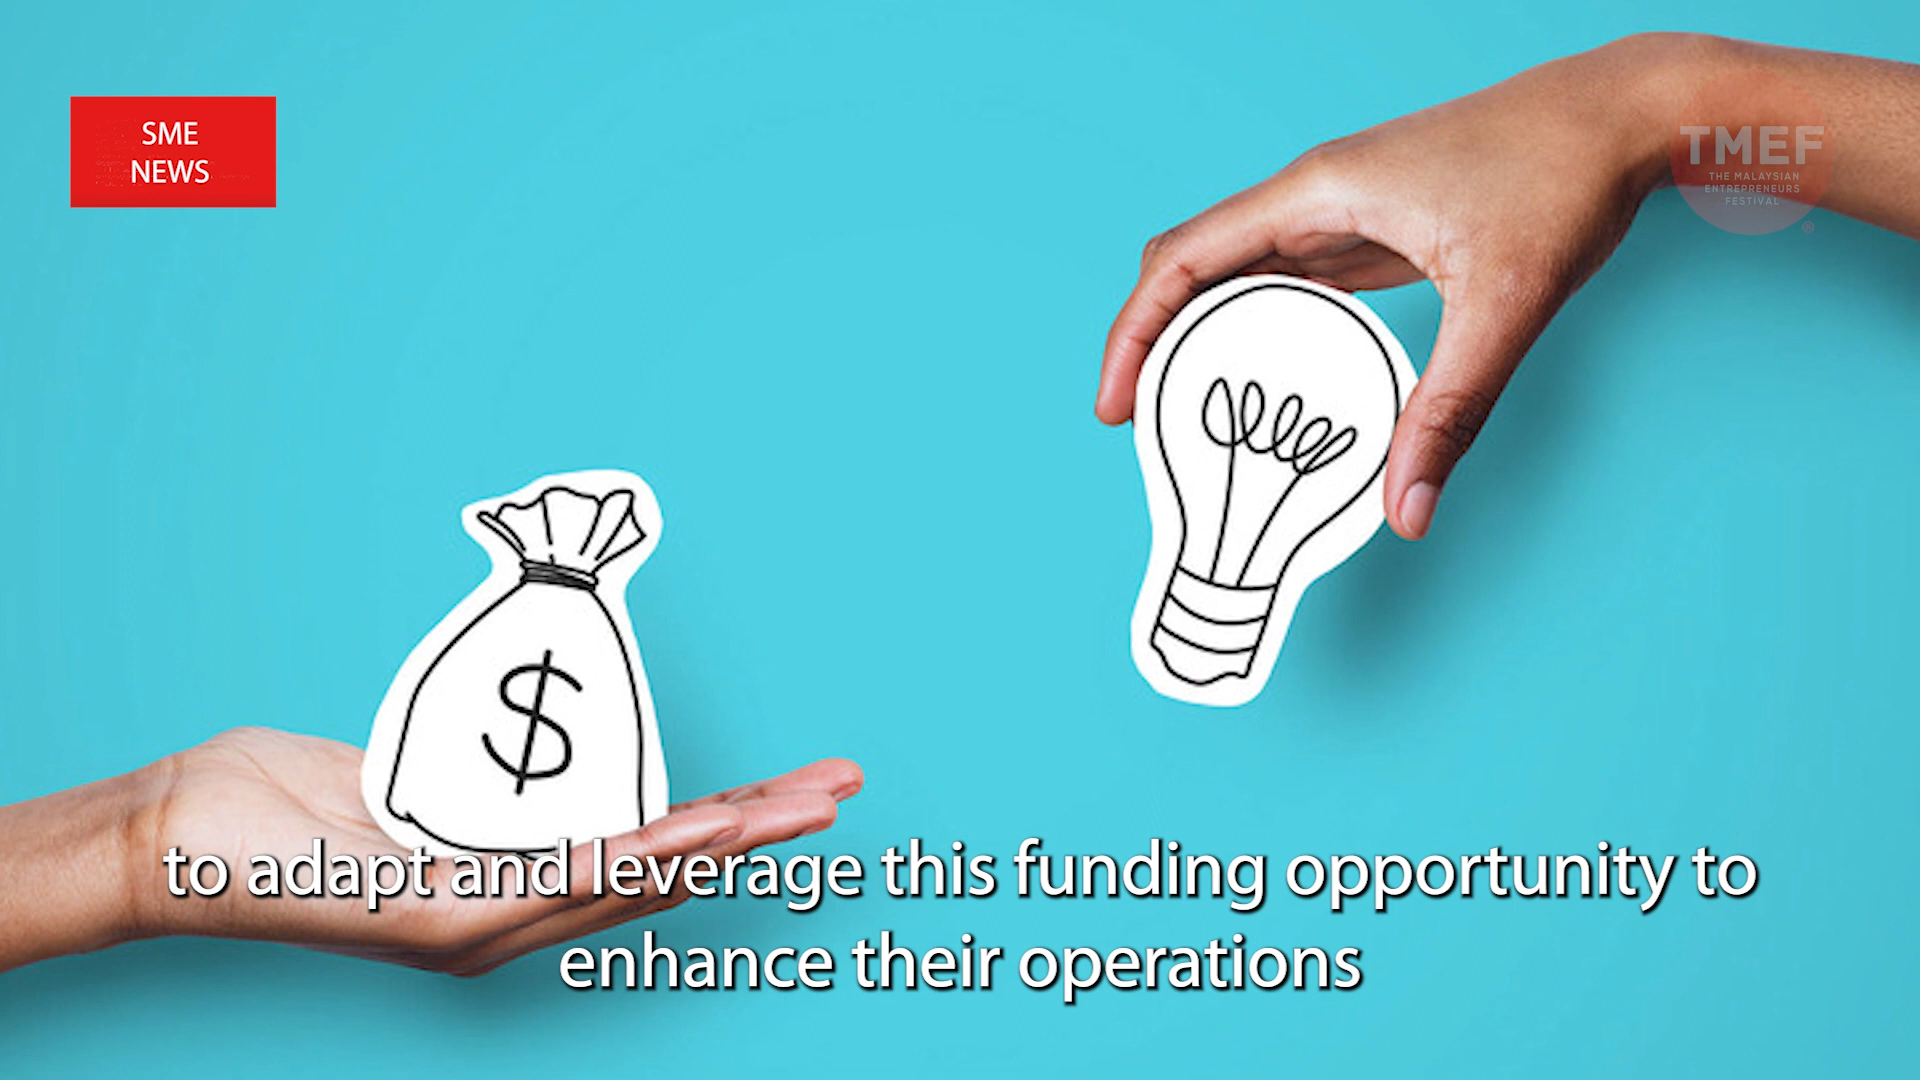 SME
NEWS
TMEF
THE MALAYSIAN
ENTREPRENEURS
FESTIVAL
®
$
to adapt and leverage this funding opportunity to
enhance their operations